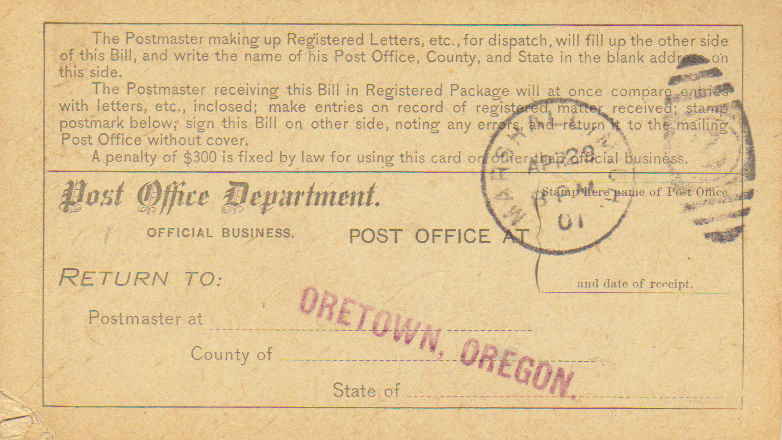 The Postmaster making up Registered Letters, etc., for dispatch, will fill up the other side
of this Bill, and write the name of his Post Office, County, and State in the blank address on
this side.
The Postmaster receiving this Bill in Registered Package will at once compare entries
with letters, etc., inclosed; make entries on record of registered matter received; stamp
postmark below; sign this Bill on other side, noting any errors, and return it to the mailing
Post Office without cover.
A penalty of $300 is fixed by law for using this card on other than official business.
Post Office Department.
OFFICIAL BUSINESS.
POST OFFICE AT
Stamp here name of Post Office
and date of receipt.
APR 28
01
RETURN TO:
Postmaster at
County of
State of
ORETOWN, OREGON.